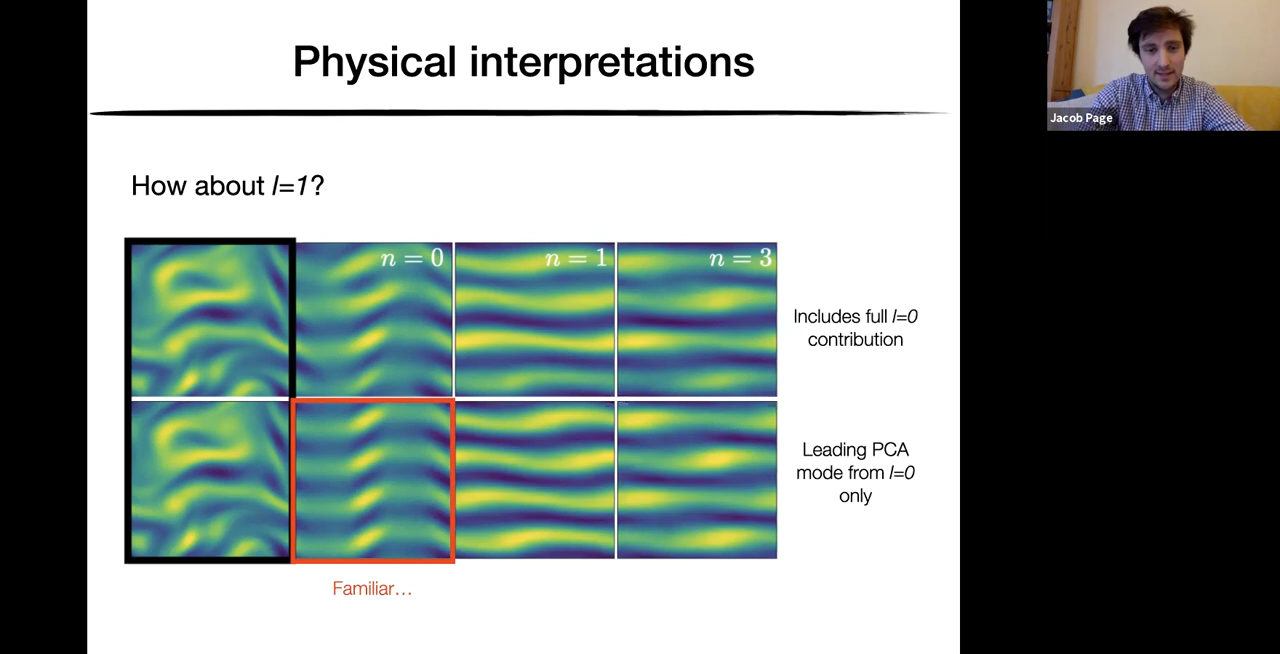 Physical interpretations
Jacob Page
How about l=1?
n = 0
n = 1
n = 3
Includes full l=0
contribution
Leading PCA
mode from l=0
only
Familiar…